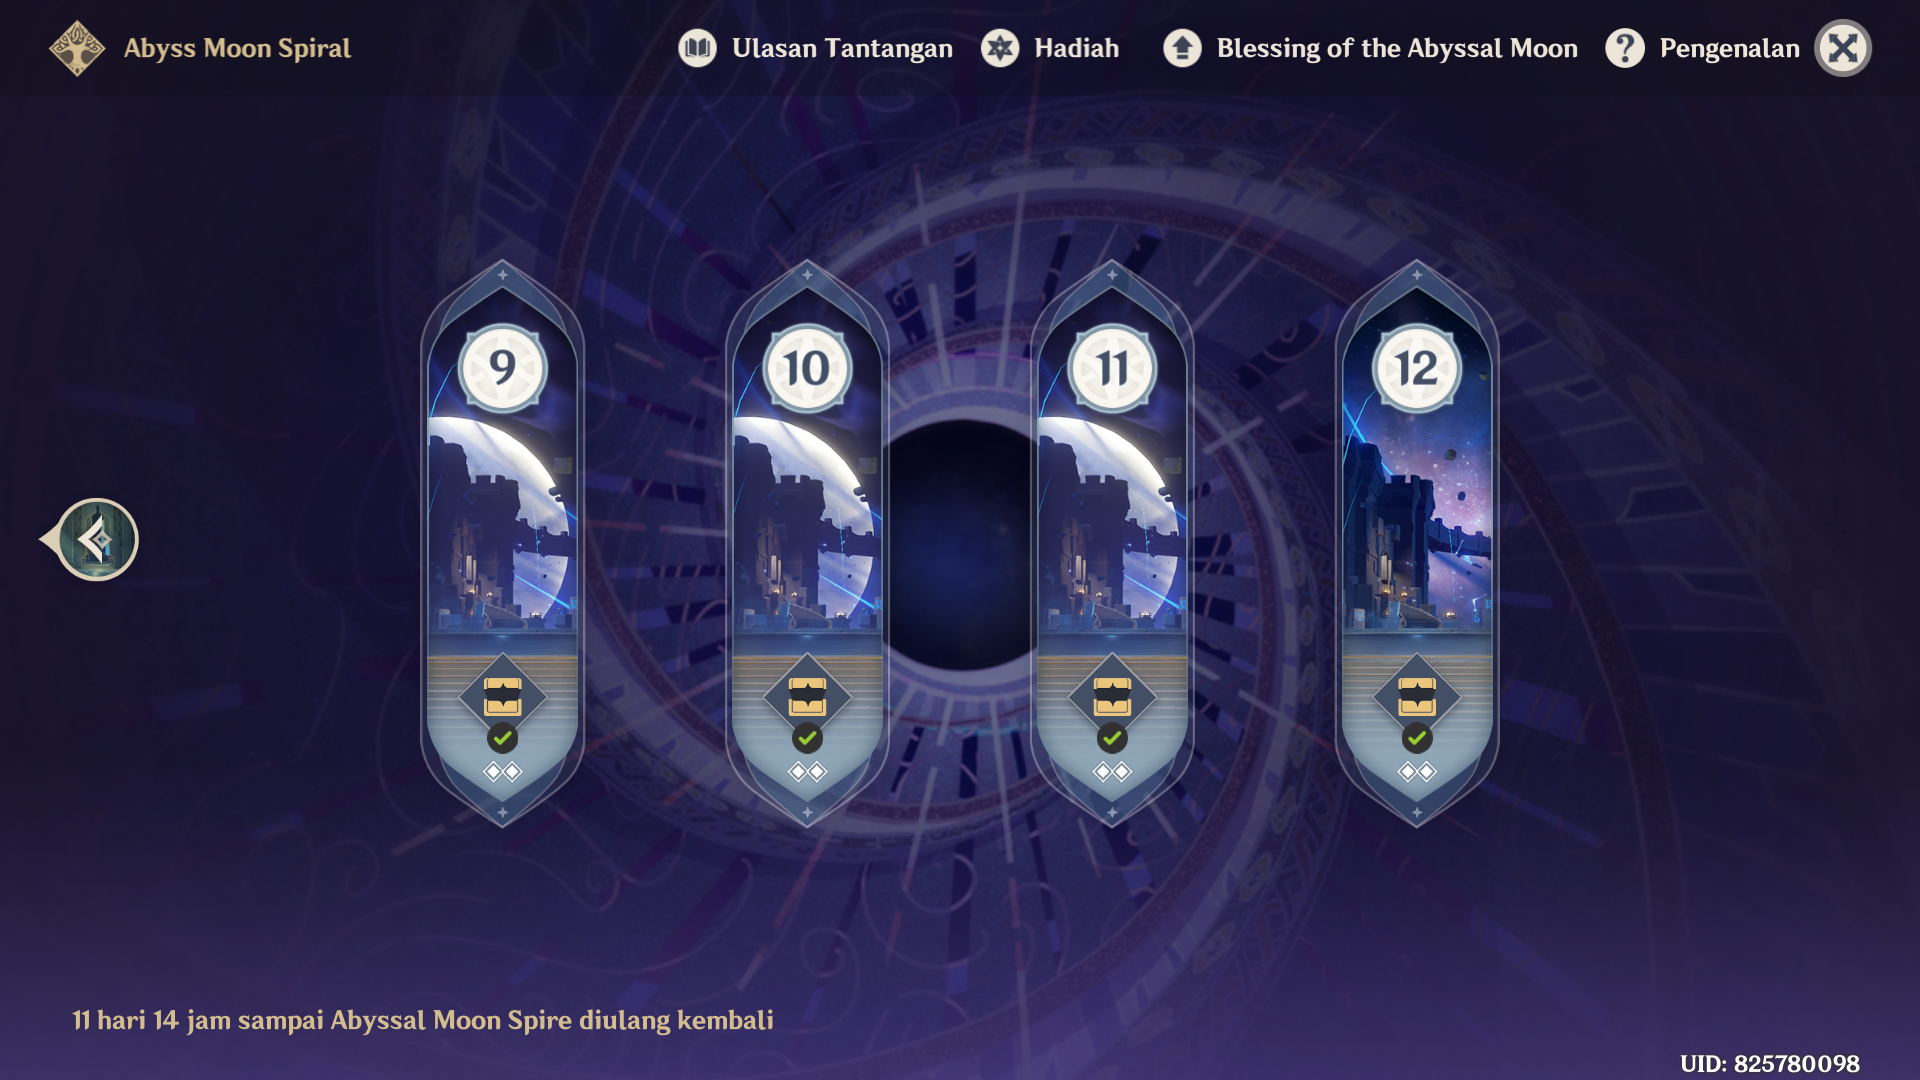 Abyss Moon Spiral
Ulasan Tantangan
Hadiah
Blessing of the Abyssal Moon
? Pengenalan
9
10
11
12
11 hari 14 jam sampai Abyssal Moon Spire diulang kembali
UID: 825780098